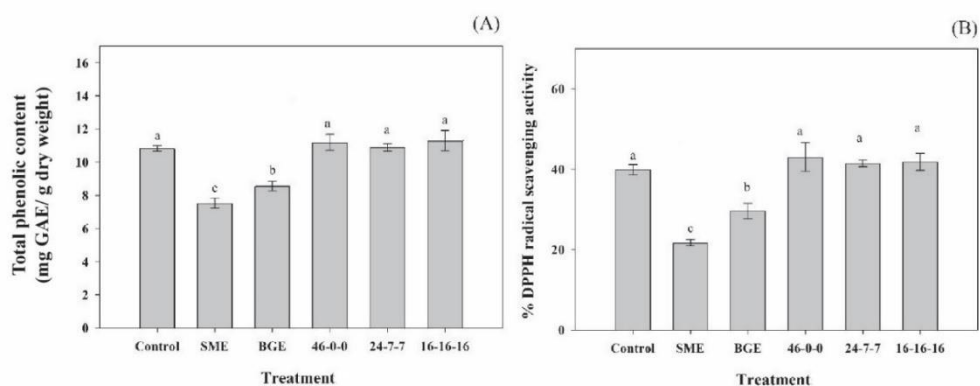 (A)
Total phenolic content
(mg GAE/ g dry weight)
16
14
12
10
8
6
4
2
0
a
c
b
a
a
a
Control SME BGE 46-0-0 24-7-7 16-16-16
Treatment
(B)
% DPPH radical scavenging activity
60
40
20
0
a
c
b
a
a
a
Control SME BGE 46-0-0 24-7-7 16-16-16
Treatment